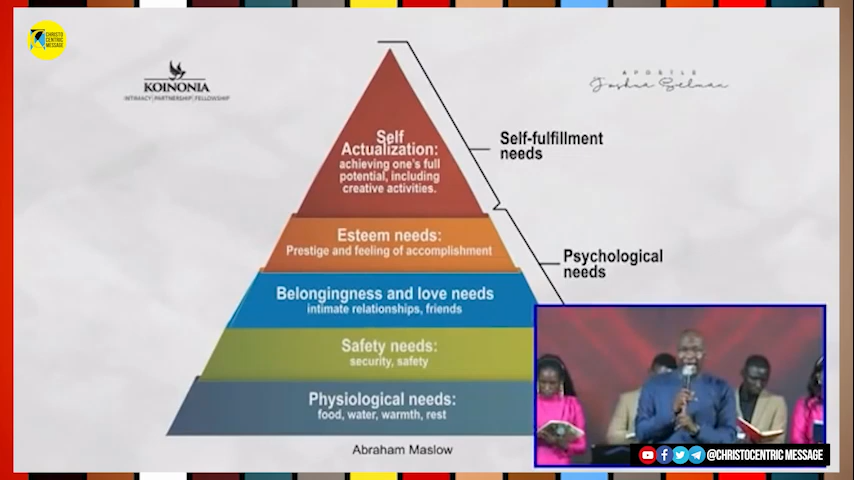 CHRISTO
CENTRIC
MESSAGE
KOINONIA
INTIMACY|PARTNERSHIP|FELLOWSHIP
APOSTLE
Joshua Selman
Self
Actualization:
achieving one's full
potential, including
creative activities.
Self-fulfillment
needs
Esteem needs:
Prestige and feeling of accomplishment
Psychological
needs
Belongingness and love needs
intimate relationships, friends
Safety needs:
security, safety
Physiological needs:
food, water, warmth, rest
Abraham Maslow
@CHRISTOCENTRIC MESSAGE